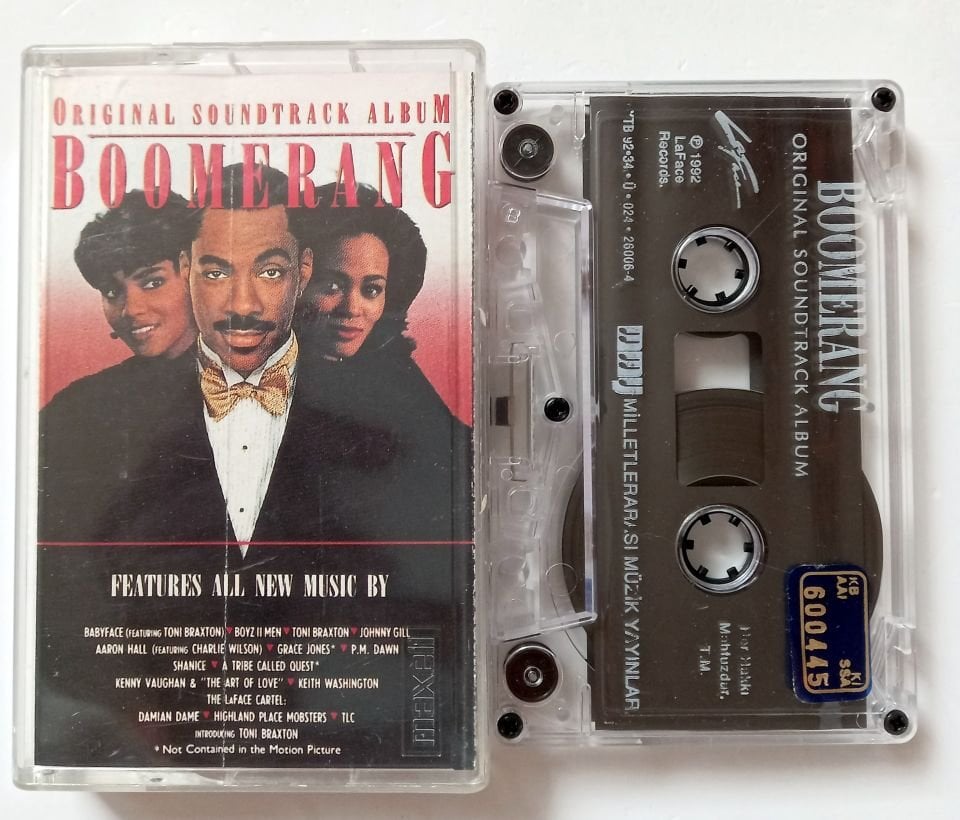 ORIGINAL SOUNDTRACK ALBUM
BOOMERANG
FEATURES ALL NEW MUSIC BY
BABYFACE (FEATURING TONI BRAXTON) ♥ BOYZ II MEN ♥ TONI BRAXTON ♥ JOHNNY GILL
AARON HALL (FEATURING CHARLIE WILSON) ♥ GRACE JONES* ♥ P.M. DAWN
SHANICE ♥ A TRIBE CALLED QUEST*
KENNY VAUGHAN & "THE ART OF LOVE" ♥ KEITH WASHINGTON
THE LAFACE CARTEL:
DAMIAN DAME ♥ HIGHLAND PLACE MOBSTERS ♥ TLC
INTRODUCING TONI BRAXTON
* Not Contained in the Motion Picture
maxell
BOOMERANG
ORIGINAL SOUNDTRACK ALBUM
LaFace
℗ 1992
LaFace
Records.
TB 92.34.Ü.024.26006-4
MİLLETLERARASI MÜZİK YAYINLARI
Her Hakkı
Mahfuzdur.
T.M.
KB
6004445
B